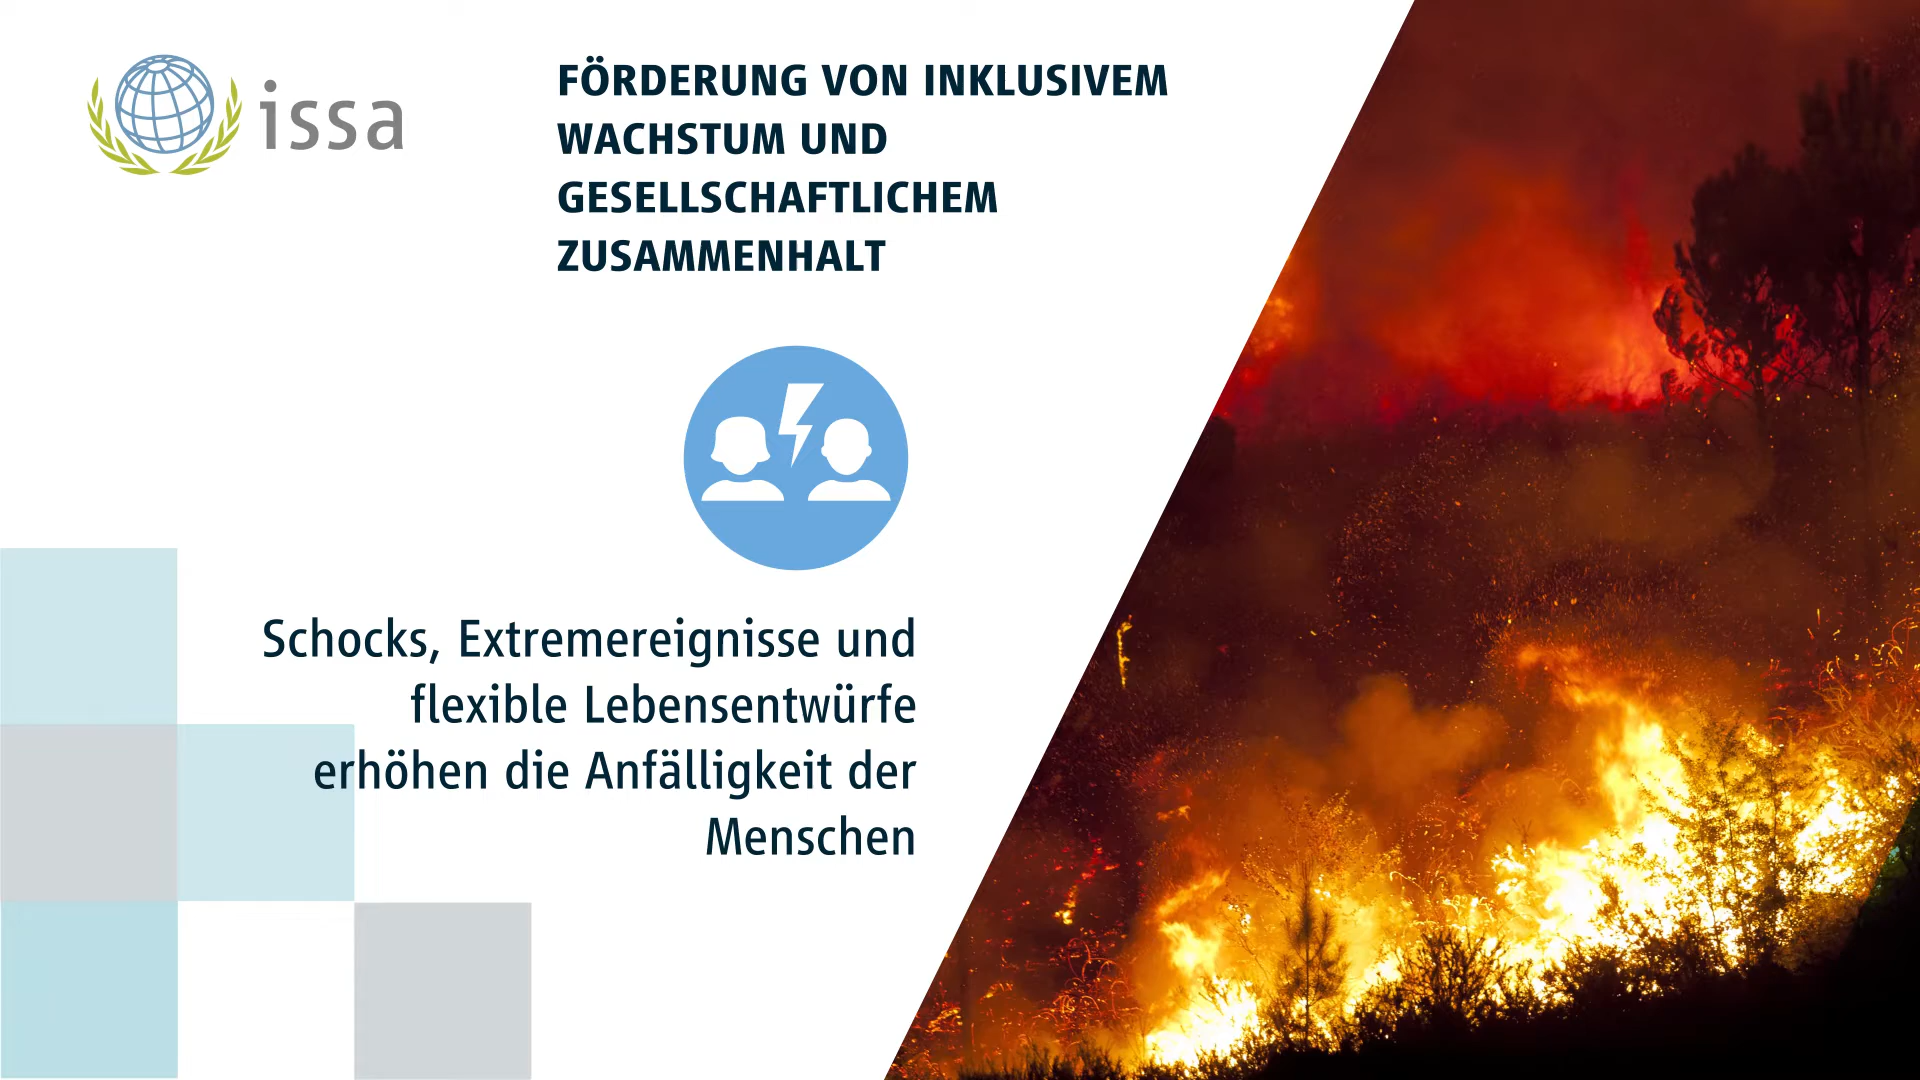 issa
FÖRDERUNG VON INKLUSIVEM
WACHSTUM UND
GESELLSCHAFTLICHEM
ZUSAMMENHALT
Schocks, Extremereignisse und
flexible Lebensentwürfe
erhöhen die Anfälligkeit der
Menschen